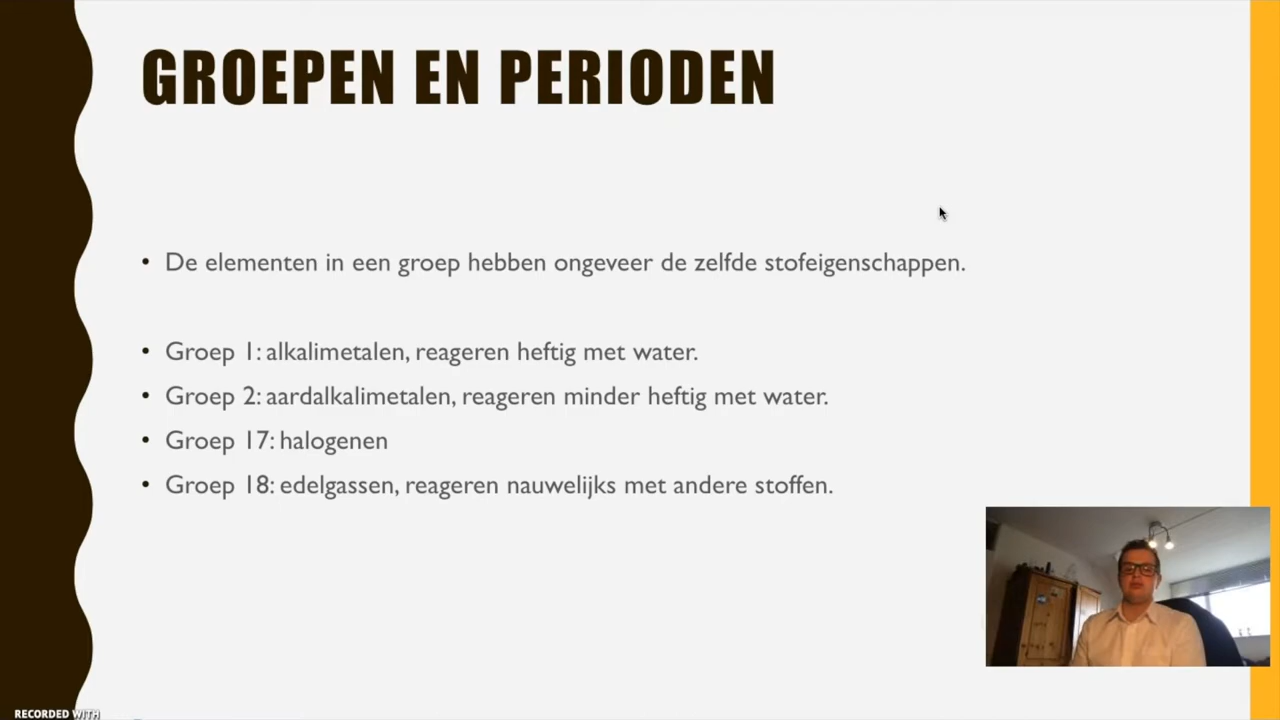 GROEPEN EN PERIODEN
• De elementen in een groep hebben ongeveer de zelfde stofeigenschappen.
• Groep 1: alkalimetalen, reageren heftig met water.
• Groep 2: aardalkalimetalen, reageren minder heftig met water.
• Groep 17: halogenen
• Groep 18: edelgassen, reageren nauwelijks met andere stoffen.
RECORDED WITH